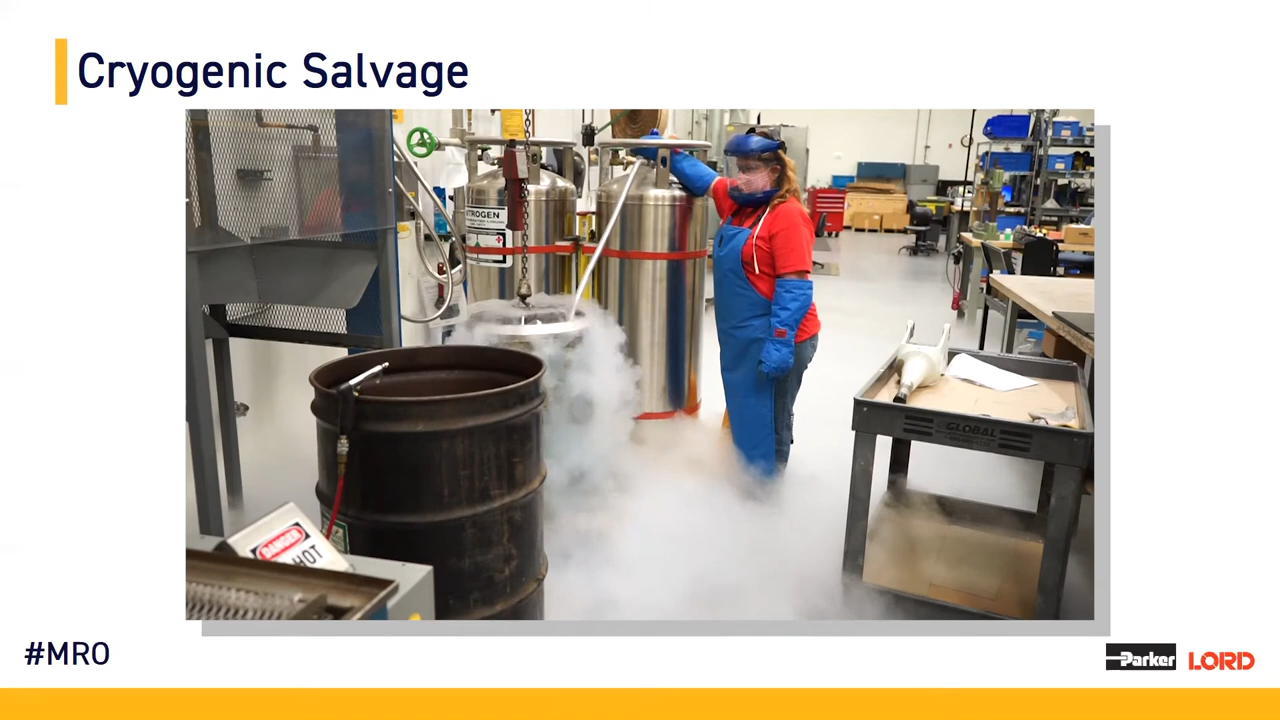 Cryogenic Salvage
NITROGEN
DANGER
HOT
GLOBAL
#MRO
Parker LORD